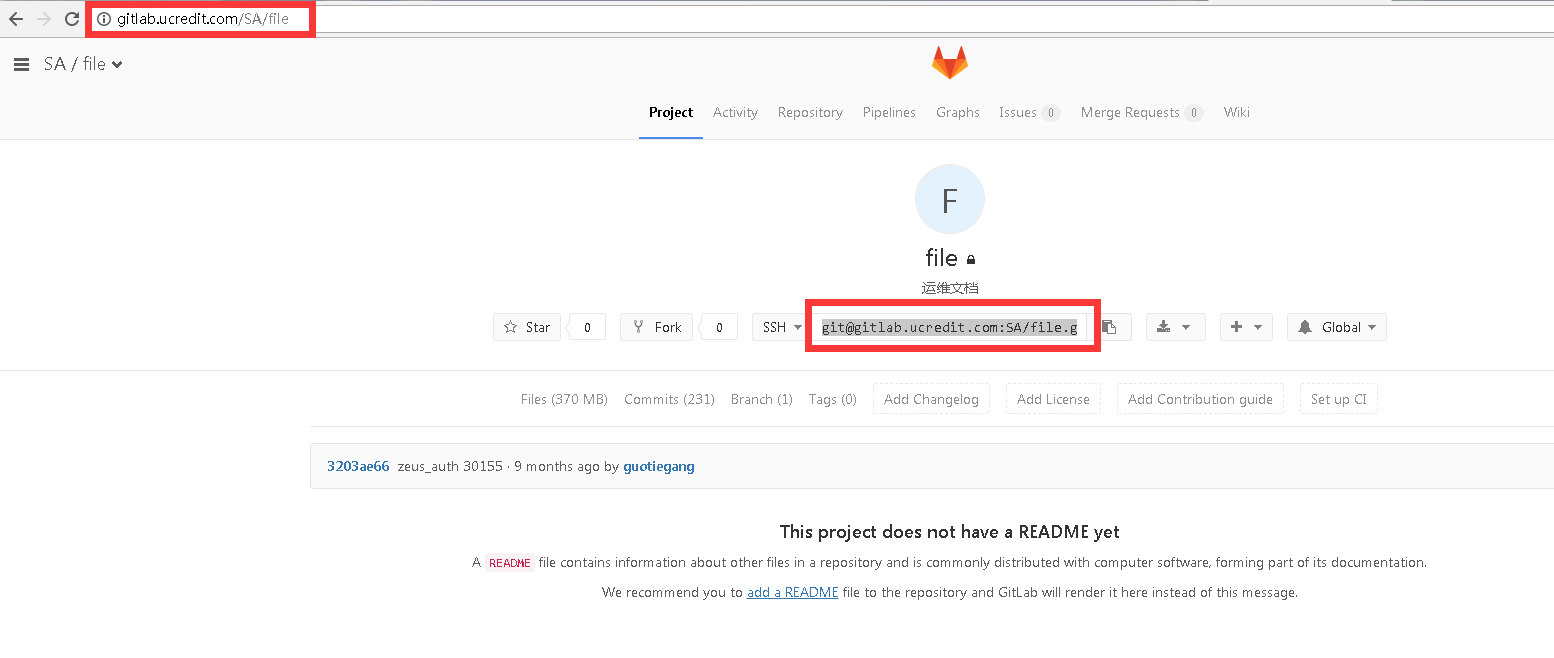 gitlab.ucredit.com/SA/file
SA / file
Project Activity Repository Pipelines Graphs Issues 0 Merge Requests 0 Wiki
F
file
运维文档
Star 0 Fork 0 SSH git@gitlab.ucredit.com:SA/file.g Global
Files (370 MB) Commits (231) Branch (1) Tags (0) Add Changelog Add License Add Contribution guide Set up CI
3203ae66 zeus_auth 30155 · 9 months ago by guotiegang
This project does not have a README yet
A README file contains information about other files in a repository and is commonly distributed with computer software, forming part of its documentation.
We recommend you to add a README file to the repository and GitLab will render it here instead of this message.